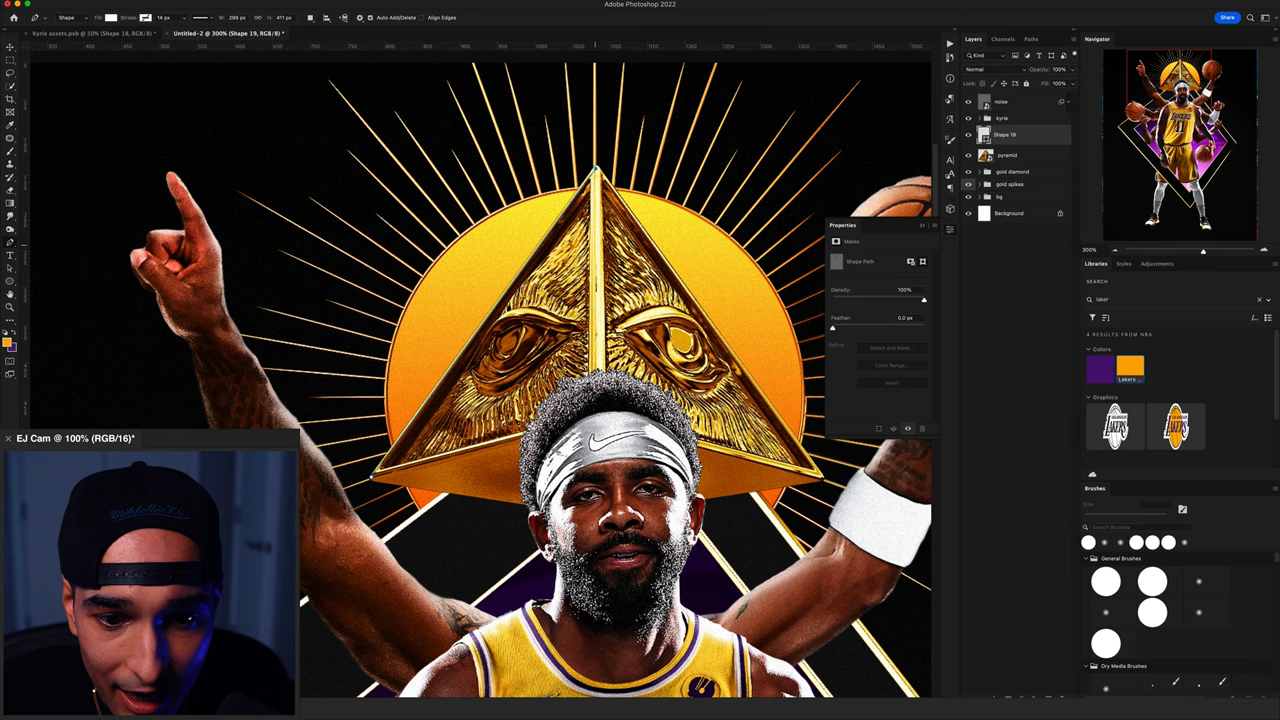 Adobe Photoshop 2022
Shape
Fill:
Stroke:
14 px
W: 299 px
H: 411 px
Auto Add/Delete
Align Edges
Share
Kyrie assets.psb @ 50% (Shape 18, RGB/8) *
Untitled-2 @ 300% (Shape 19, RGB/8) *
Layers
Channels
Paths
Navigator
Kind
Normal
Opacity: 100%
Lock:
Fill: 100%
noise
kyrie
Shape 19
pyramid
gold diamond
gold spikes
bg
Background
LAKERS
Properties
Masks
Shape Path
Density:
100%
Feather:
0.0 px
Refine:
Select and Mask...
Color Range...
Invert
300%
Libraries
Styles
Adjustments
SEARCH
laker
4 RESULTS FROM NBA
Colors
Lakers ...
Graphics
LAKERS
LAKERS
Brushes
Size:
Search Brushes
General Brushes
Dry Media Brushes
EJ Cam @ 100% (RGB/16)*